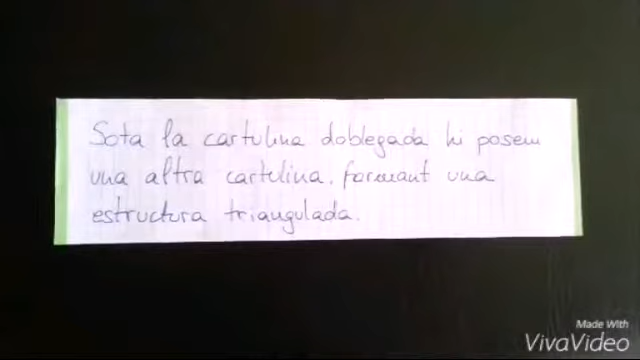 Sota la cartulina doblegada hi posem
una altra cartulina, formant una
estructura triangulada.
Made With
VivaVideo